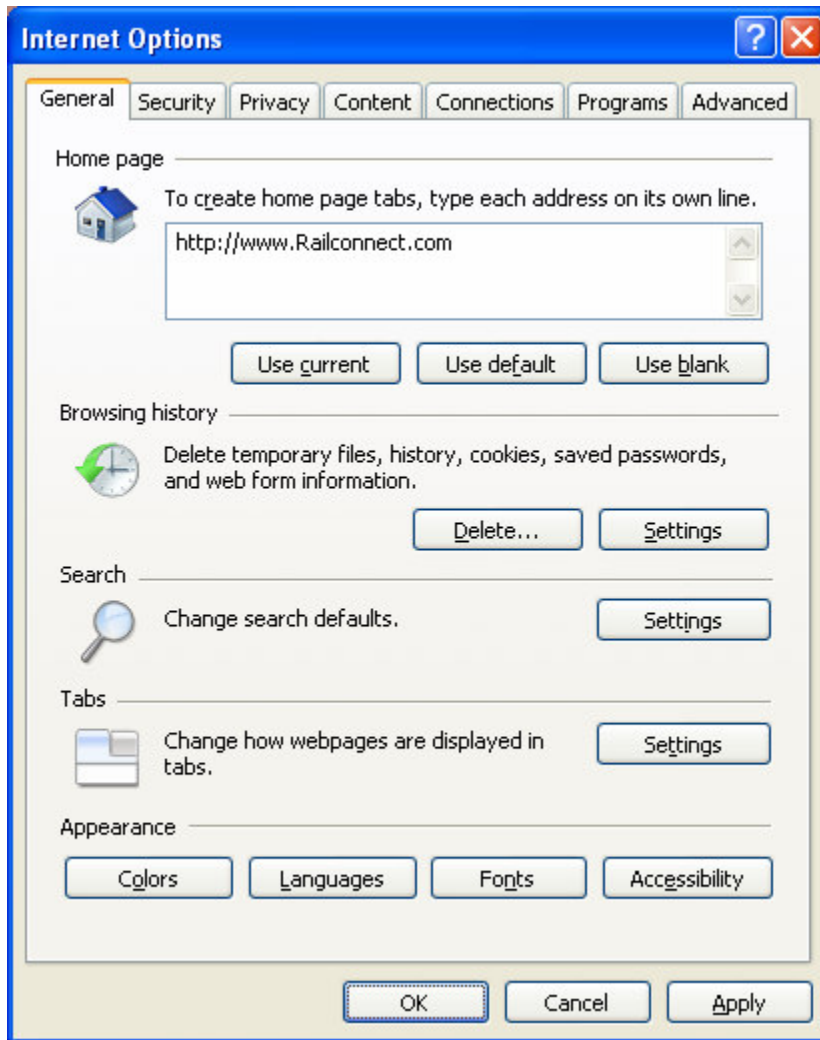 Internet Options
General Security Privacy Content Connections Programs Advanced
Home page
To create home page tabs, type each address on its own line.
http://www.Railconnect.com
Use current Use default Use blank
Browsing history
Delete temporary files, history, cookies, saved passwords,
and web form information.
Delete... Settings
Search
Change search defaults. Settings
Tabs
Change how webpages are displayed in
tabs.
Settings
Appearance
Colors Languages Fonts Accessibility
OK Cancel Apply